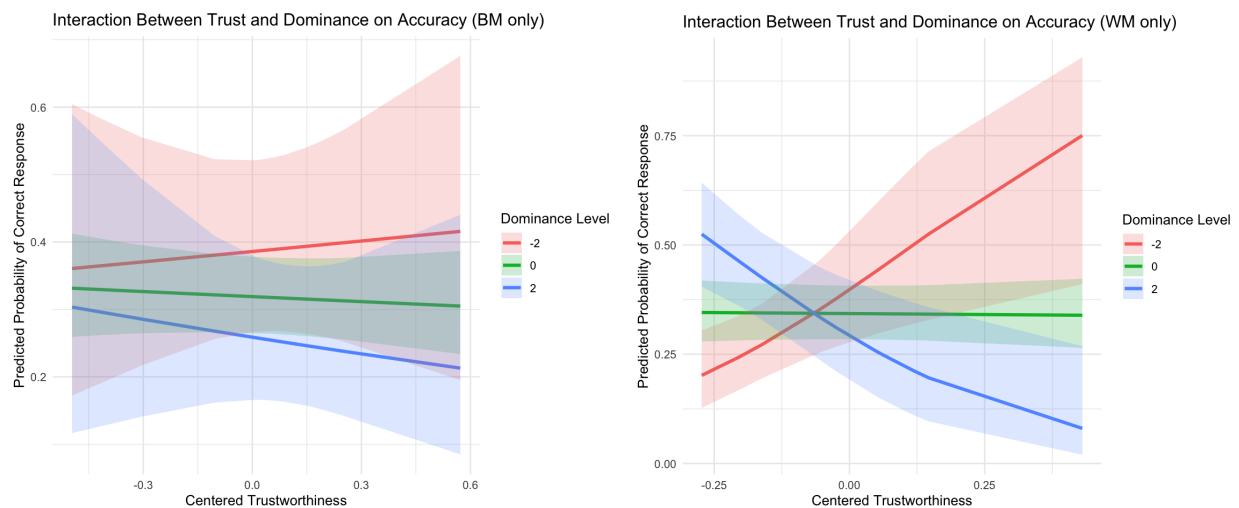 Interaction Between Trust and Dominance on Accuracy (BM only)
Predicted Probability of Correct Response
0.6
0.4
0.2
-0.3
0.0
0.3
0.6
Centered Trustworthiness
Dominance Level
-2
0
2
Interaction Between Trust and Dominance on Accuracy (WM only)
Predicted Probability of Correct Response
0.75
0.50
0.25
0.00
-0.25
0.00
0.25
Centered Trustworthiness
Dominance Level
-2
0
2